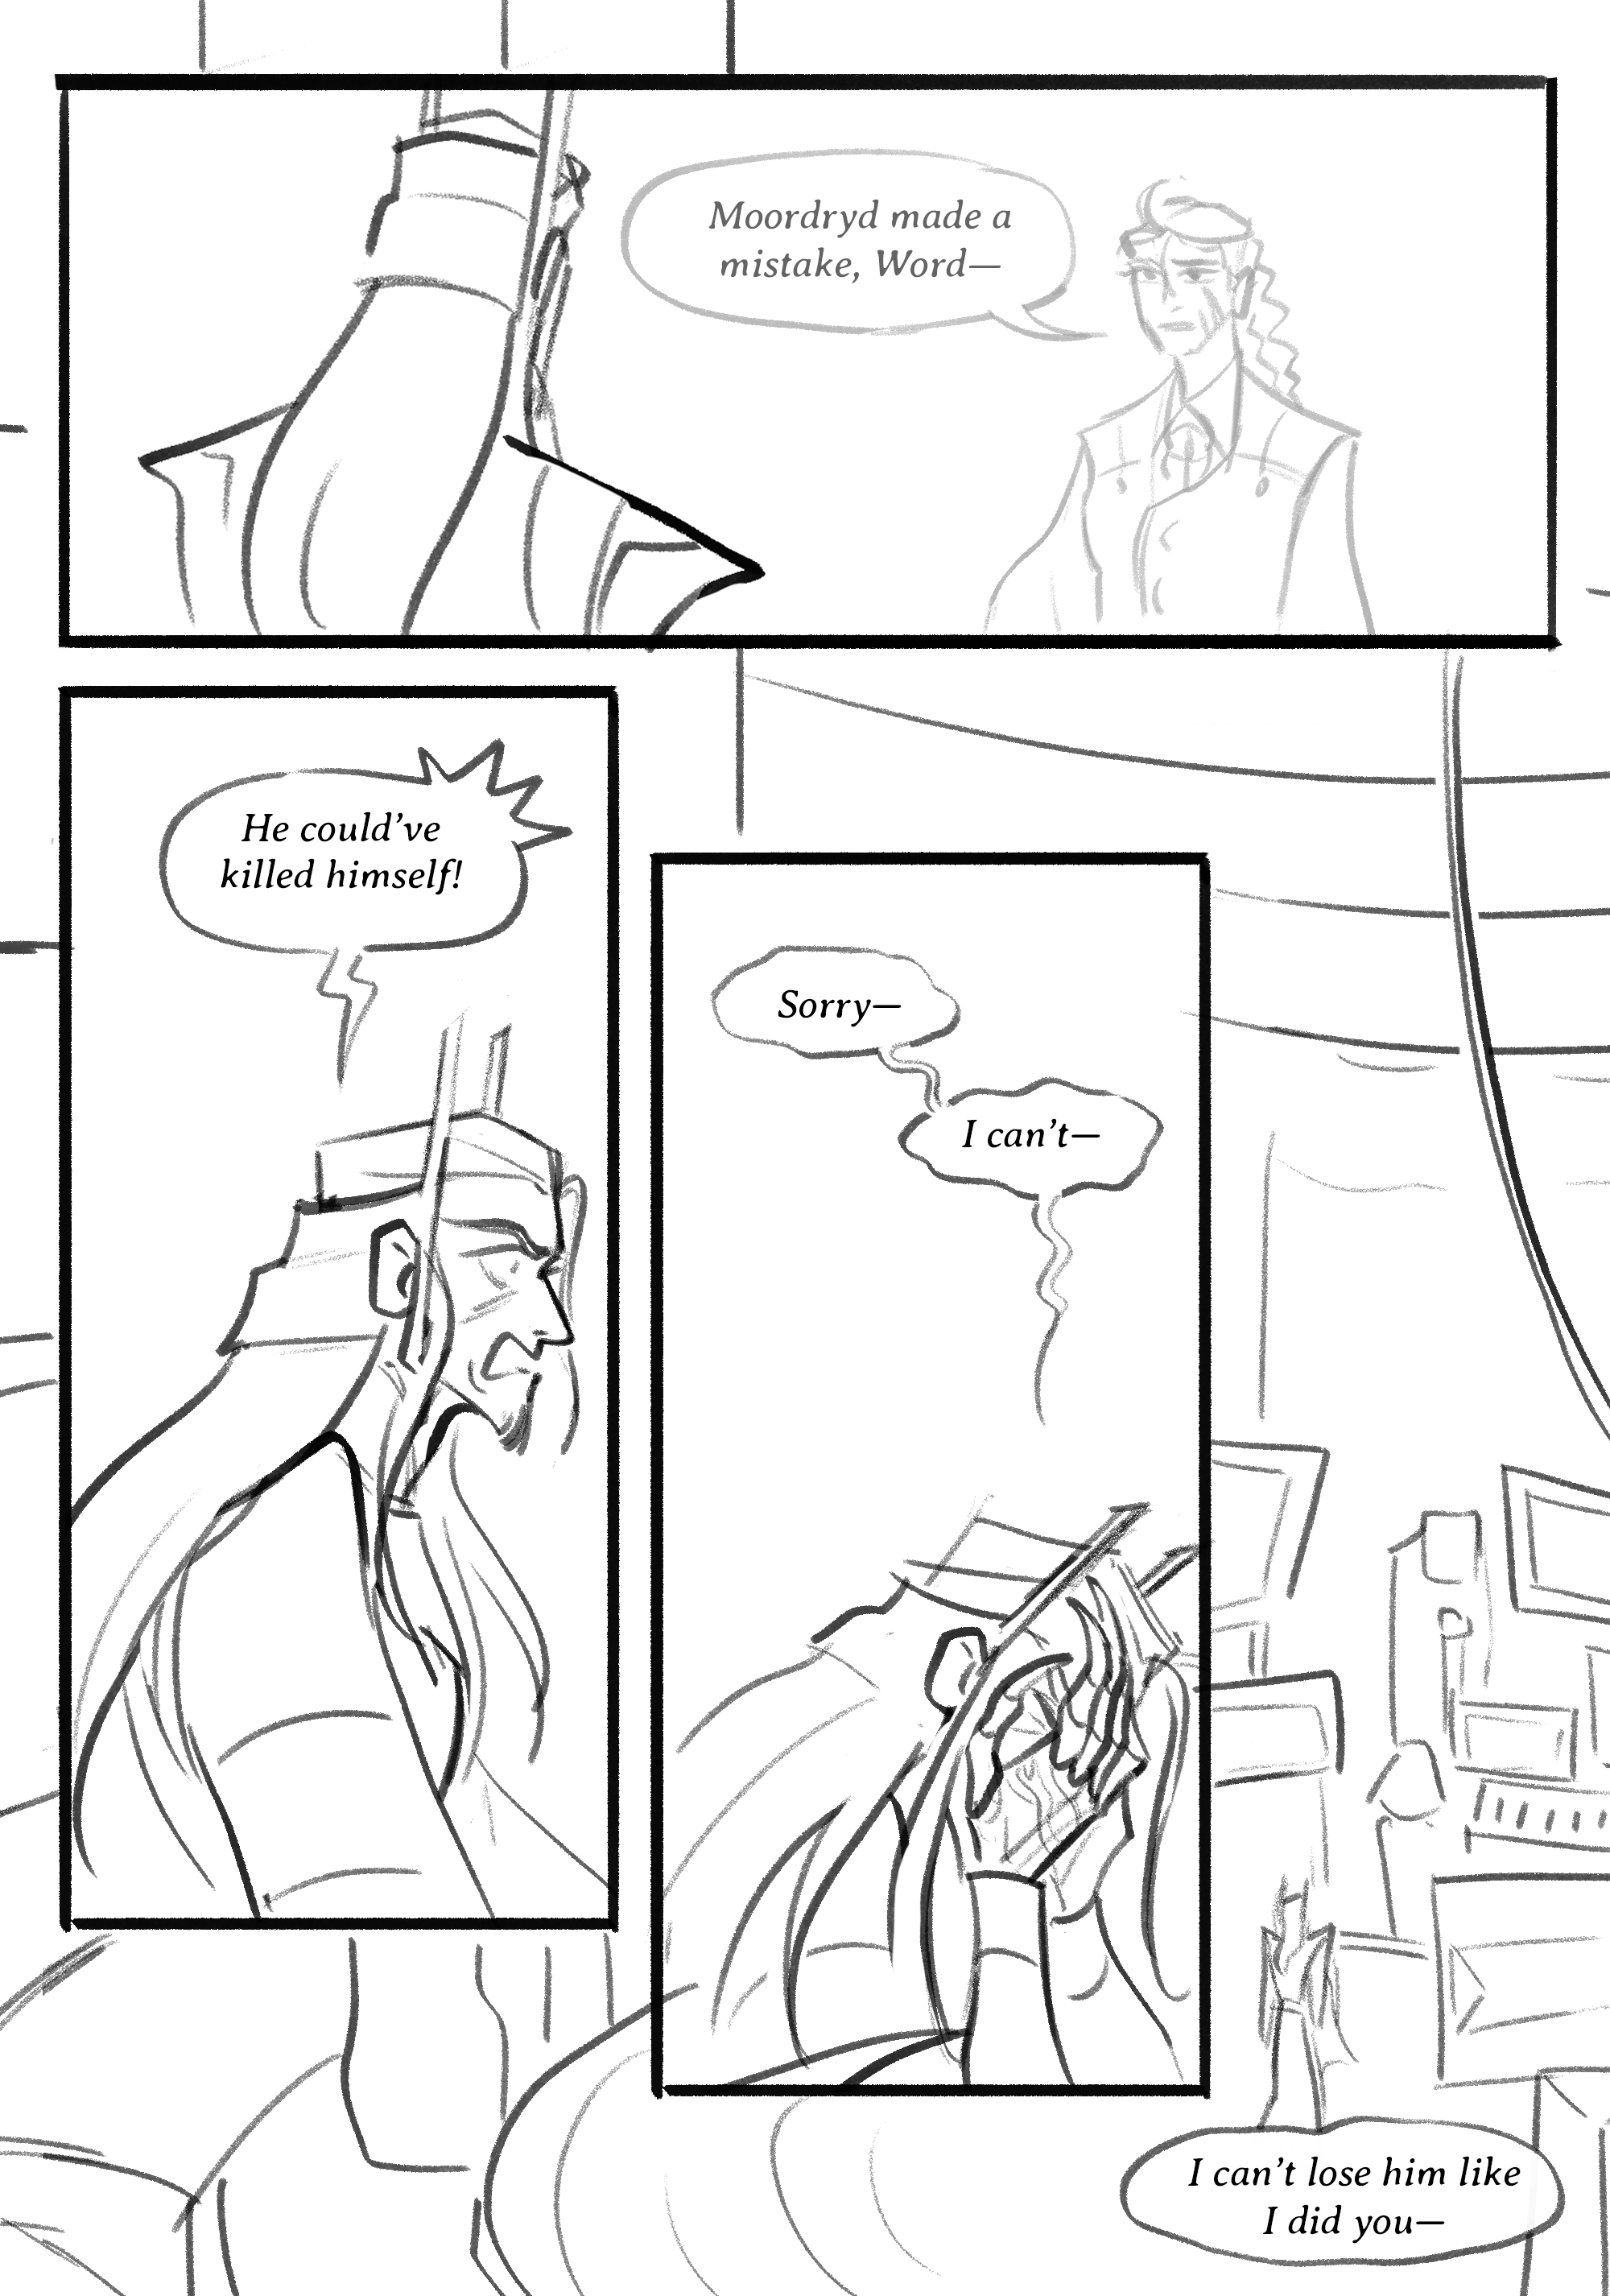 Moordryd made a
mistake, Word—
He could’ve
killed himself!
Sorry—
I can’t—
I can’t lose him like
I did you—